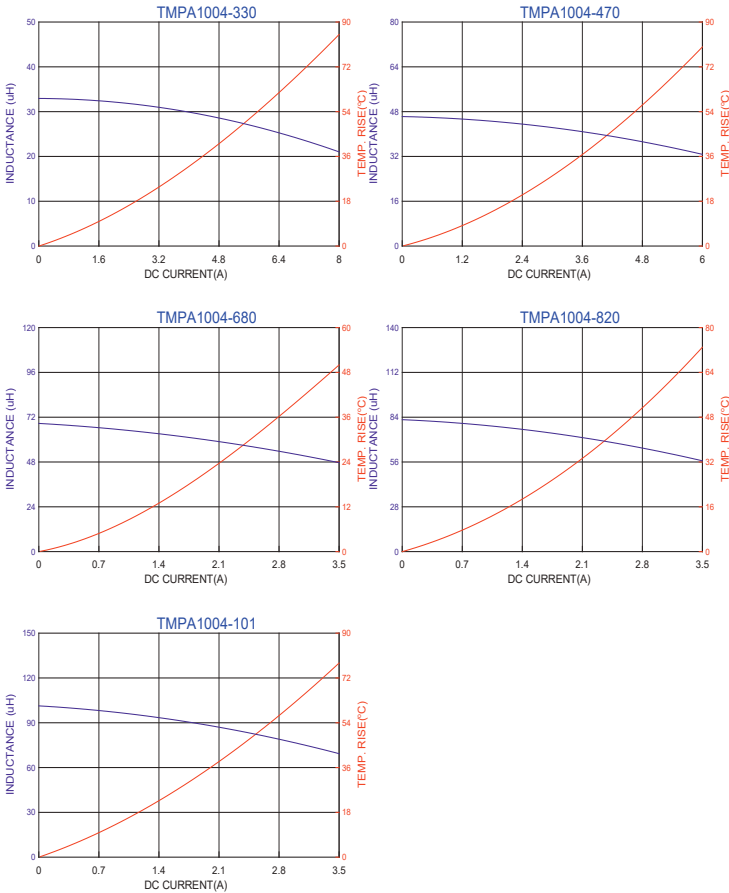 TMPA1004-330
50
40
30
20
10
0
INDUCTANCE (uH)
90
72
54
36
18
0
TEMP. RISE(ºC)
0 1.6 3.2 4.8 6.4 8
DC CURRENT(A)
TMPA1004-470
80
64
48
32
16
0
INDUCTANCE (uH)
90
72
54
36
18
0
TEMP. RISE(ºC)
0 1.2 2.4 3.6 4.8 6
DC CURRENT(A)
TMPA1004-680
120
96
72
48
24
0
INDUCTANCE (uH)
60
48
36
24
12
0
TEMP. RISE(ºC)
0 0.7 1.4 2.1 2.8 3.5
DC CURRENT(A)
TMPA1004-820
140
112
84
56
28
0
INDUCTANCE (uH)
80
64
48
32
16
0
TEMP. RISE(ºC)
0 0.7 1.4 2.1 2.8 3.5
DC CURRENT(A)
TMPA1004-101
150
120
90
60
30
0
INDUCTANCE (uH)
90
72
54
36
18
0
TEMP. RISE(ºC)
0 0.7 1.4 2.1 2.8 3.5
DC CURRENT(A)